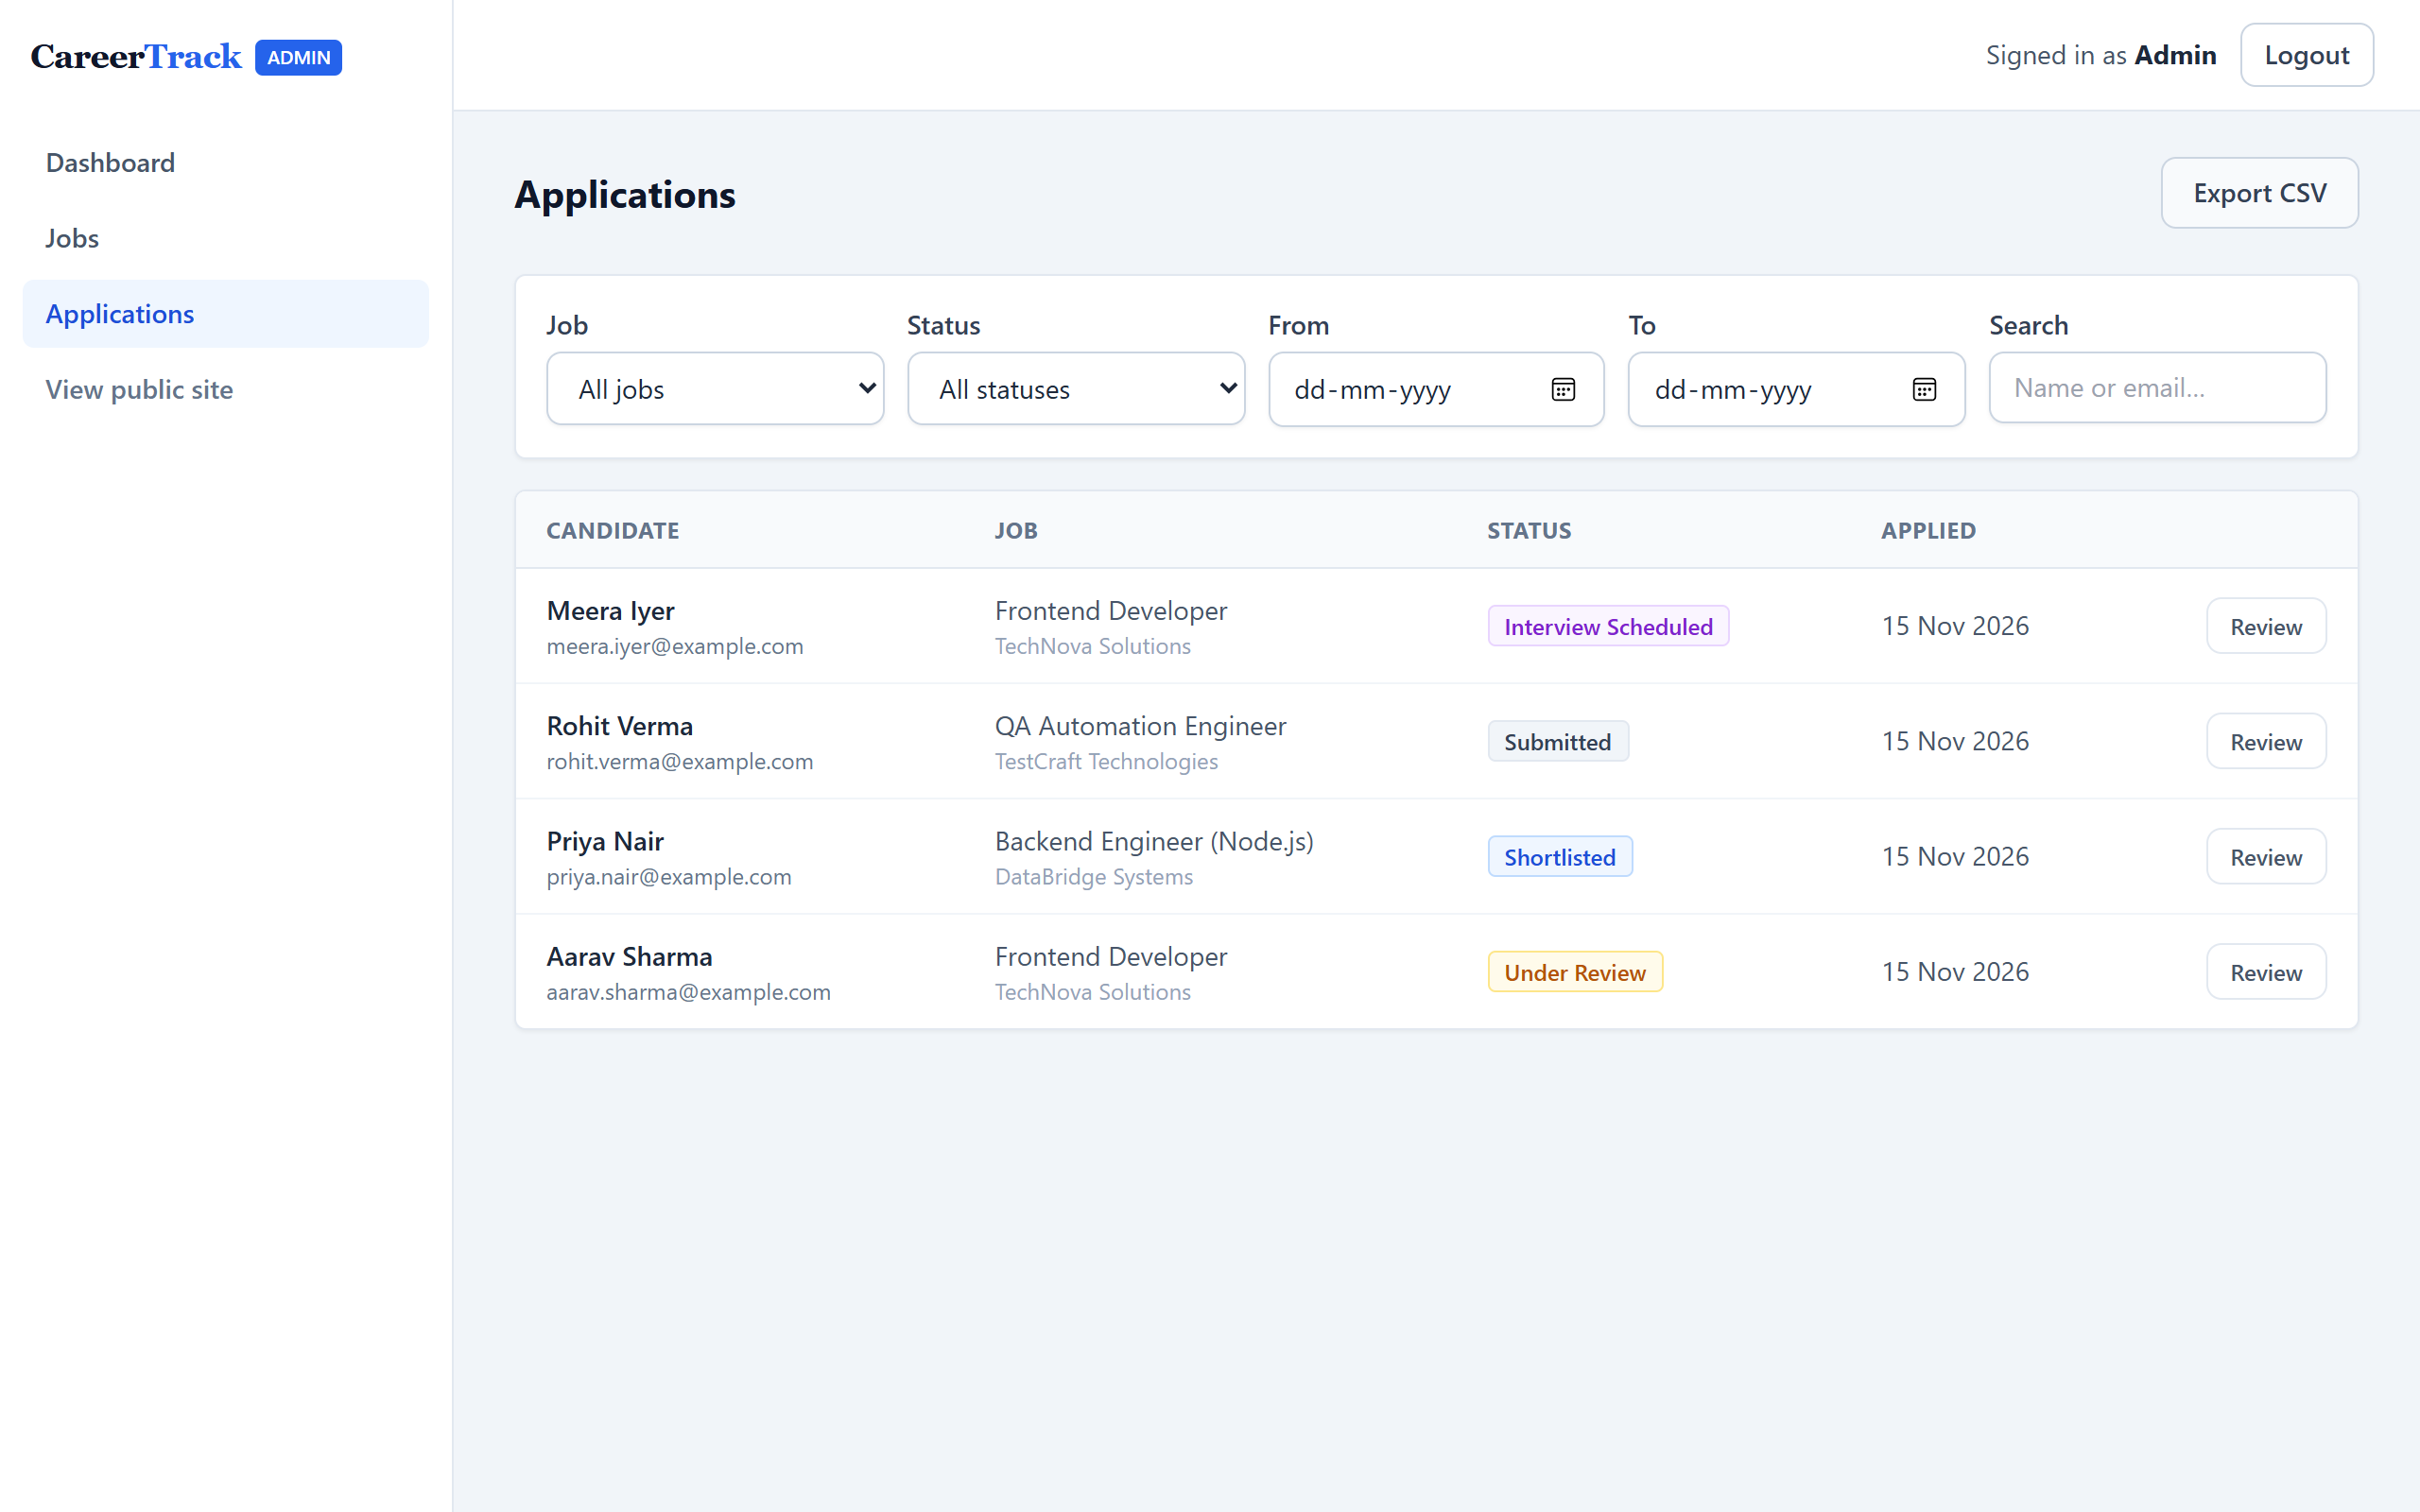 CareerTrack ADMIN
Signed in as Admin Logout
Dashboard
Jobs
Applications
View public site
Applications Export CSV
Job Status From To Search
All jobs All statuses dd-mm-yyyy dd-mm-yyyy Name or email...
CANDIDATE JOB STATUS APPLIED
Meera Iyer Frontend Developer Interview Scheduled 15 Nov 2026 Review
meera.iyer@example.com TechNova Solutions
Rohit Verma QA Automation Engineer Submitted 15 Nov 2026 Review
rohit.verma@example.com TestCraft Technologies
Priya Nair Backend Engineer (Node.js) Shortlisted 15 Nov 2026 Review
priya.nair@example.com DataBridge Systems
Aarav Sharma Frontend Developer Under Review 15 Nov 2026 Review
aarav.sharma@example.com TechNova Solutions